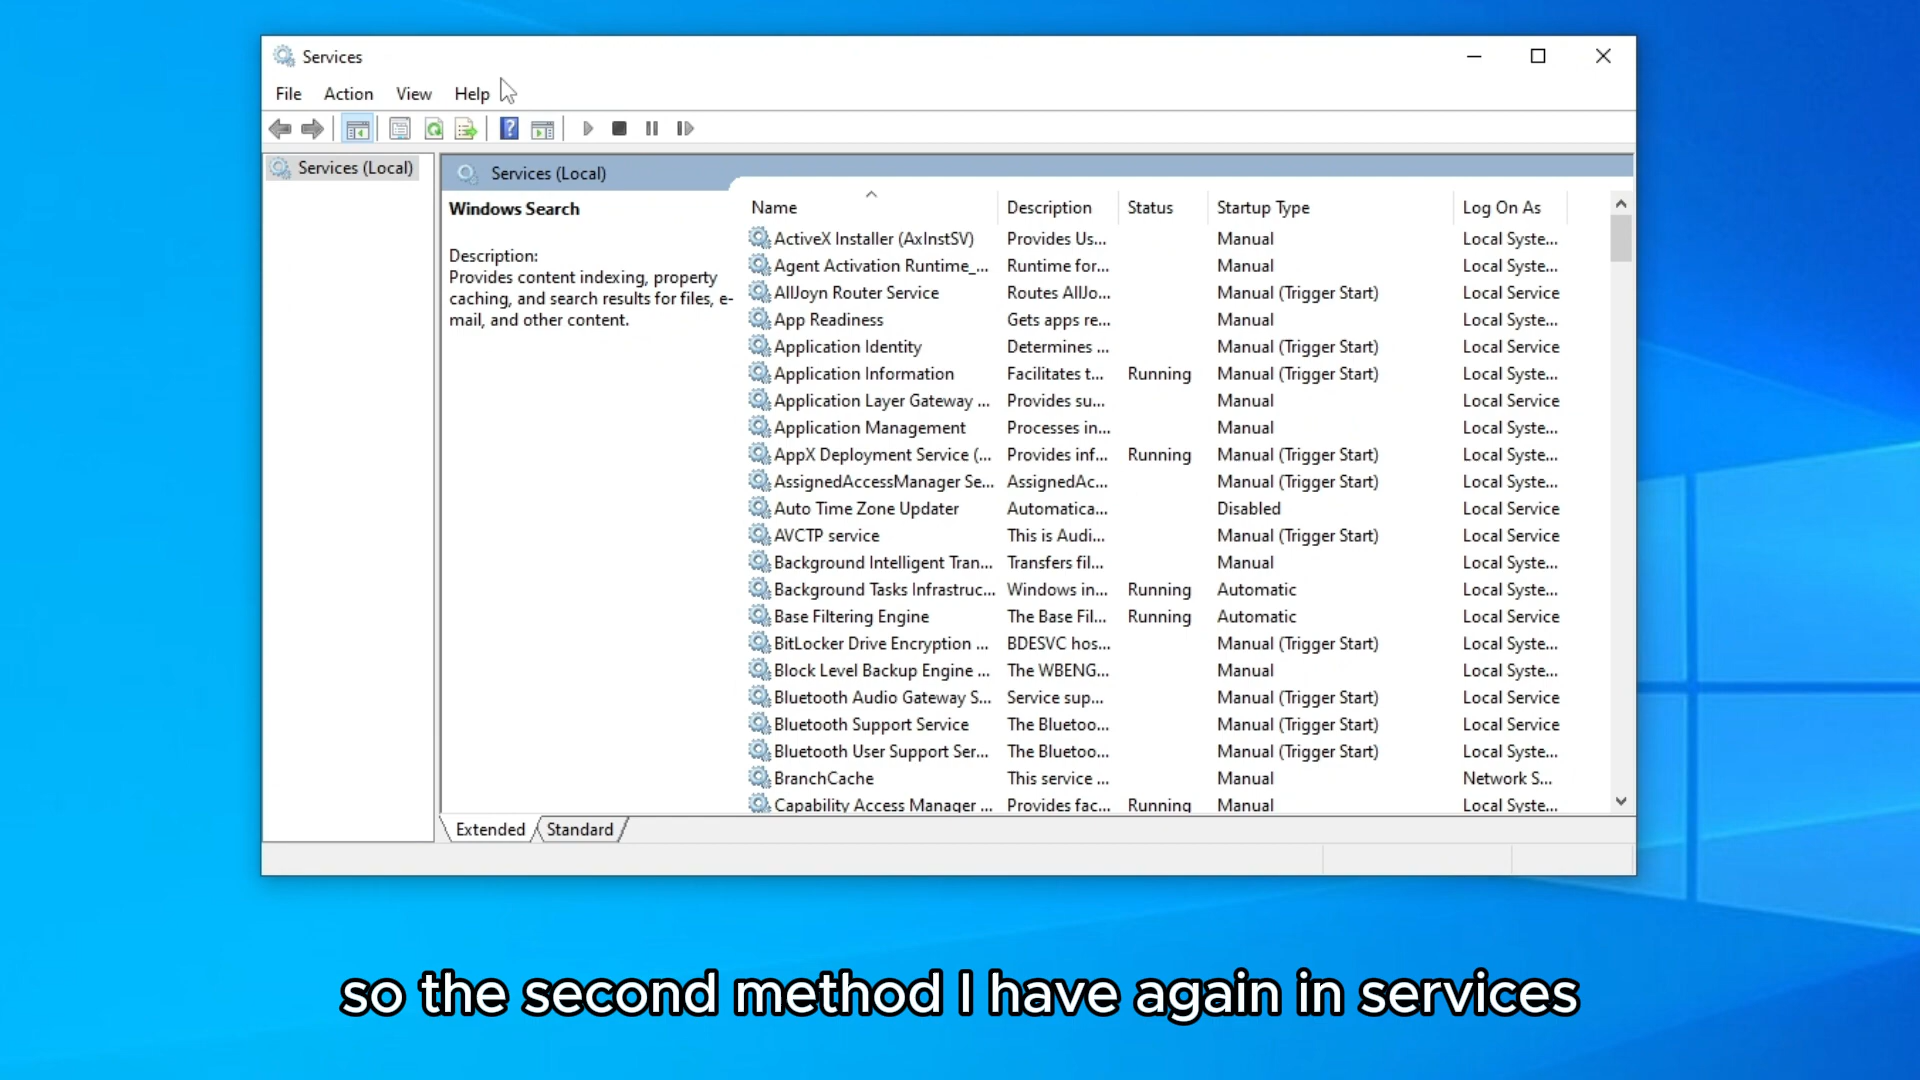 Services
File Action View Help
Services (Local)
Services (Local)
Windows Search
Description:
Provides content indexing, property
caching, and search results for files, e-
mail, and other content.
Name Description Status Startup Type Log On As
ActiveX Installer (AxInstSV) Provides Us... Manual Local Syste...
Agent Activation Runtime_... Runtime for... Manual Local Syste...
AllJoyn Router Service Routes AllJo... Manual (Trigger Start) Local Service
App Readiness Gets apps re... Manual Local Syste...
Application Identity Determines ... Manual (Trigger Start) Local Service
Application Information Facilitates t... Running Manual (Trigger Start) Local Syste...
Application Layer Gateway ... Provides su... Manual Local Service
Application Management Processes in... Manual Local Syste...
AppX Deployment Service (... Provides inf... Running Manual (Trigger Start) Local Syste...
AssignedAccessManager Se... AssignedAc... Manual (Trigger Start) Local Syste...
Auto Time Zone Updater Automatica... Disabled Local Service
AVCTP service This is Audi... Manual (Trigger Start) Local Service
Background Intelligent Tran... Transfers fil... Manual Local Syste...
Background Tasks Infrastruc... Windows in... Running Automatic Local Syste...
Base Filtering Engine The Base Fil... Running Automatic Local Service
BitLocker Drive Encryption ... BDESVC hos... Manual (Trigger Start) Local Syste...
Block Level Backup Engine ... The WBENG... Manual Local Syste...
Bluetooth Audio Gateway S... Service sup... Manual (Trigger Start) Local Service
Bluetooth Support Service The Bluetoo... Manual (Trigger Start) Local Service
Bluetooth User Support Ser... The Bluetoo... Manual (Trigger Start) Local Syste...
BranchCache This service ... Manual Network S...
Capability Access Manager ... Provides fac... Running Manual Local Syste...
Extended Standard
so the second method I have again in services